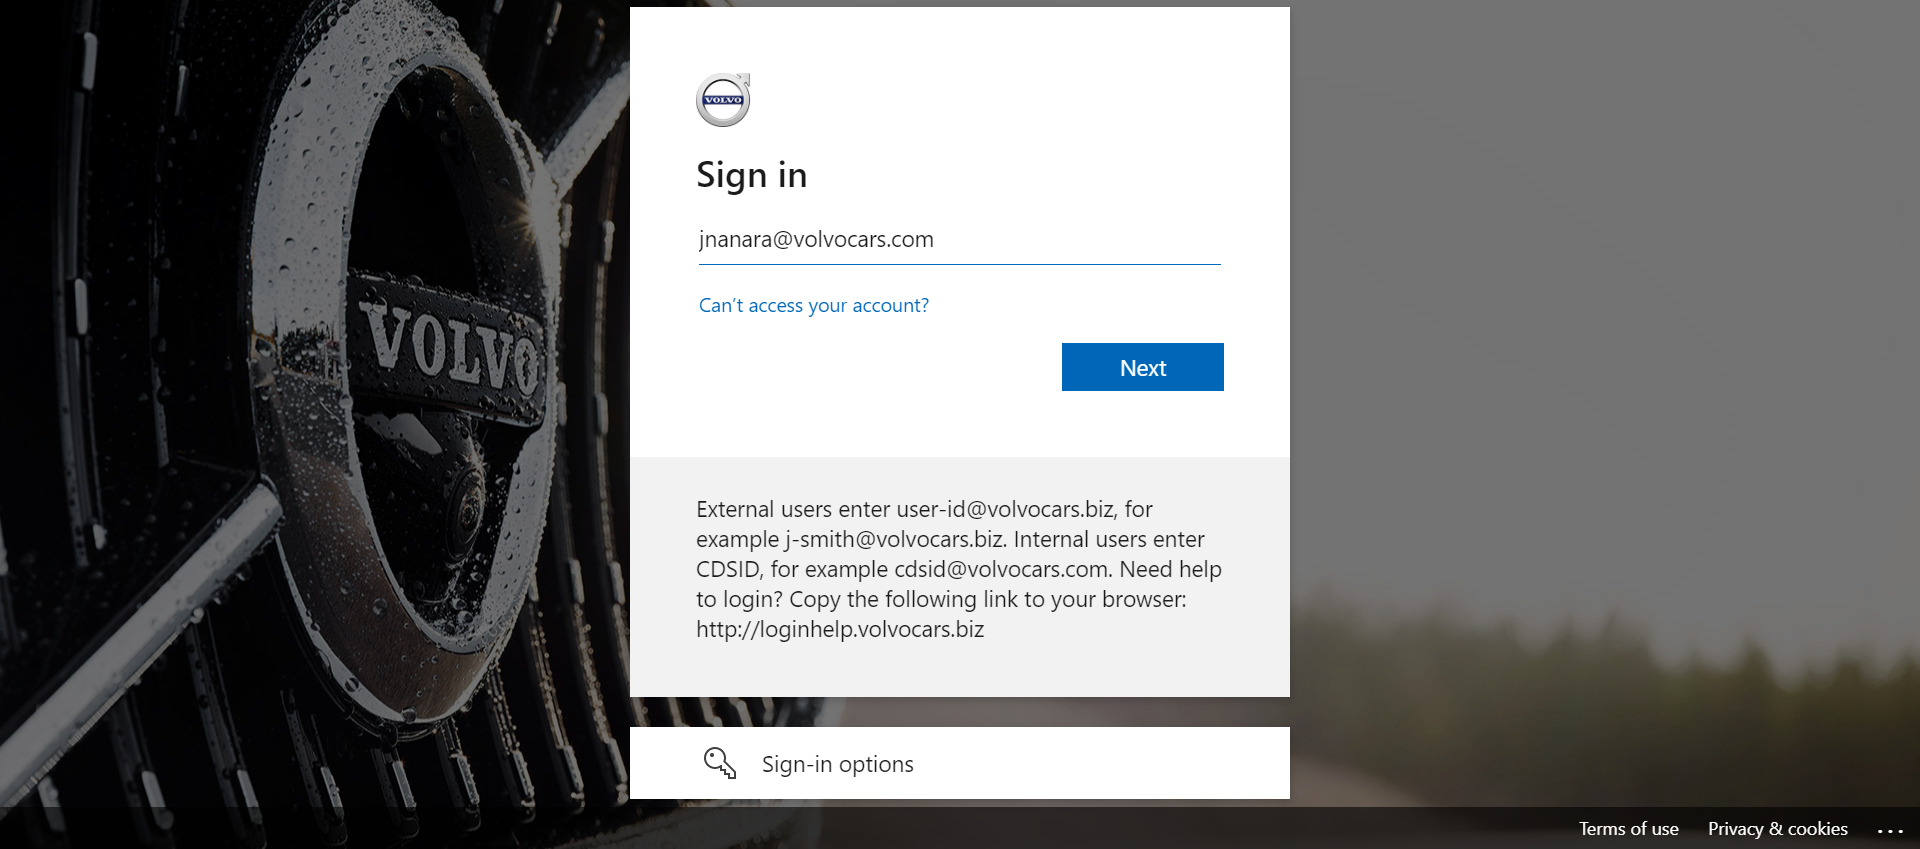 VOLVO
VOLVO
Sign in
jnanara@volvocars.com
Can't access your account?
Next
External users enter user-id@volvocars.biz, for
example j-smith@volvocars.biz. Internal users enter
CDSID, for example cdsid@volvocars.com. Need help
to login? Copy the following link to your browser:
http://loginhelp.volvocars.biz
Sign-in options
Terms of use
Privacy & cookies
...